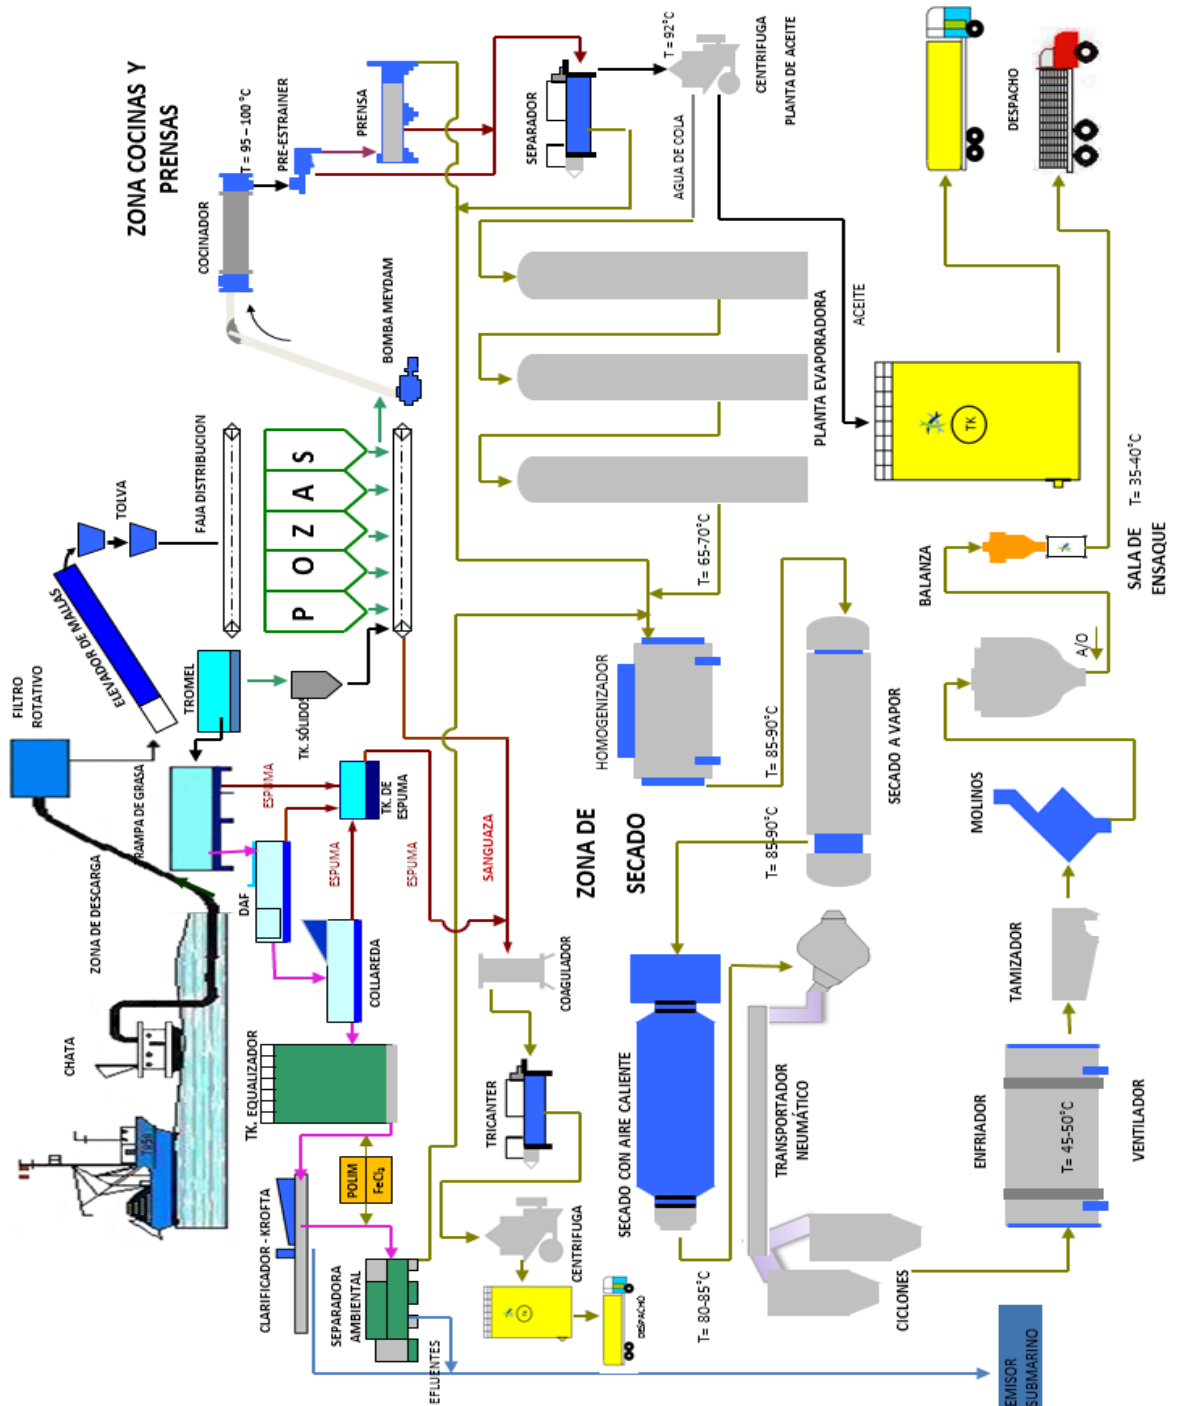 ZONA COCINAS Y
PRENSAS
T = 95 – 100 °C
PRE-ESTRAINER
PRENSA
COCINADOR
SEPARADOR
T = 92°C
CENTRIFUGA
PLANTA DE ACEITE
AGUA DE COLA
DESPACHO
BOMBA MEYDAM
PLANTA EVAPORADORA
ACEITE
TK
T= 65-70°C
FAJA DISTRIBUCION
TOLVA
POZAS
ELEVADOR DE MALLAS
FILTRO
ROTATIVO
TROMEL
TK. SÓLIDOS
TRAMPA DE GRASA
ZONA DE DESCARGA
CHATA
ESPUMA
TK. DE
ESPUMA
DAF
ESPUMA
ESPUMA
SANGUAZA
COLLAREDA
COAGULADOR
TK. EQUALIZADOR
TRICANTER
POLIM
FeCl₂
CLARIFICADOR - KROFTA
SEPARADORA
AMBIENTAL
EFLUENTES
CENTRIFUGA
DESPACHO
EMISOR
SUBMARINO
HOMOGENIZADOR
ZONA DE
SECADO
T= 85-90°C
SECADO A VAPOR
T= 85-90°C
SECADO CON AIRE CALIENTE
T= 80-85°C
TRANSPORTADOR
NEUMÁTICO
CICLONES
ENFRIADOR
T= 45-50°C
VENTILADOR
TAMIZADOR
MOLINOS
A/O
BALANZA
SALA DE
ENSAQUE
T= 35-40°C